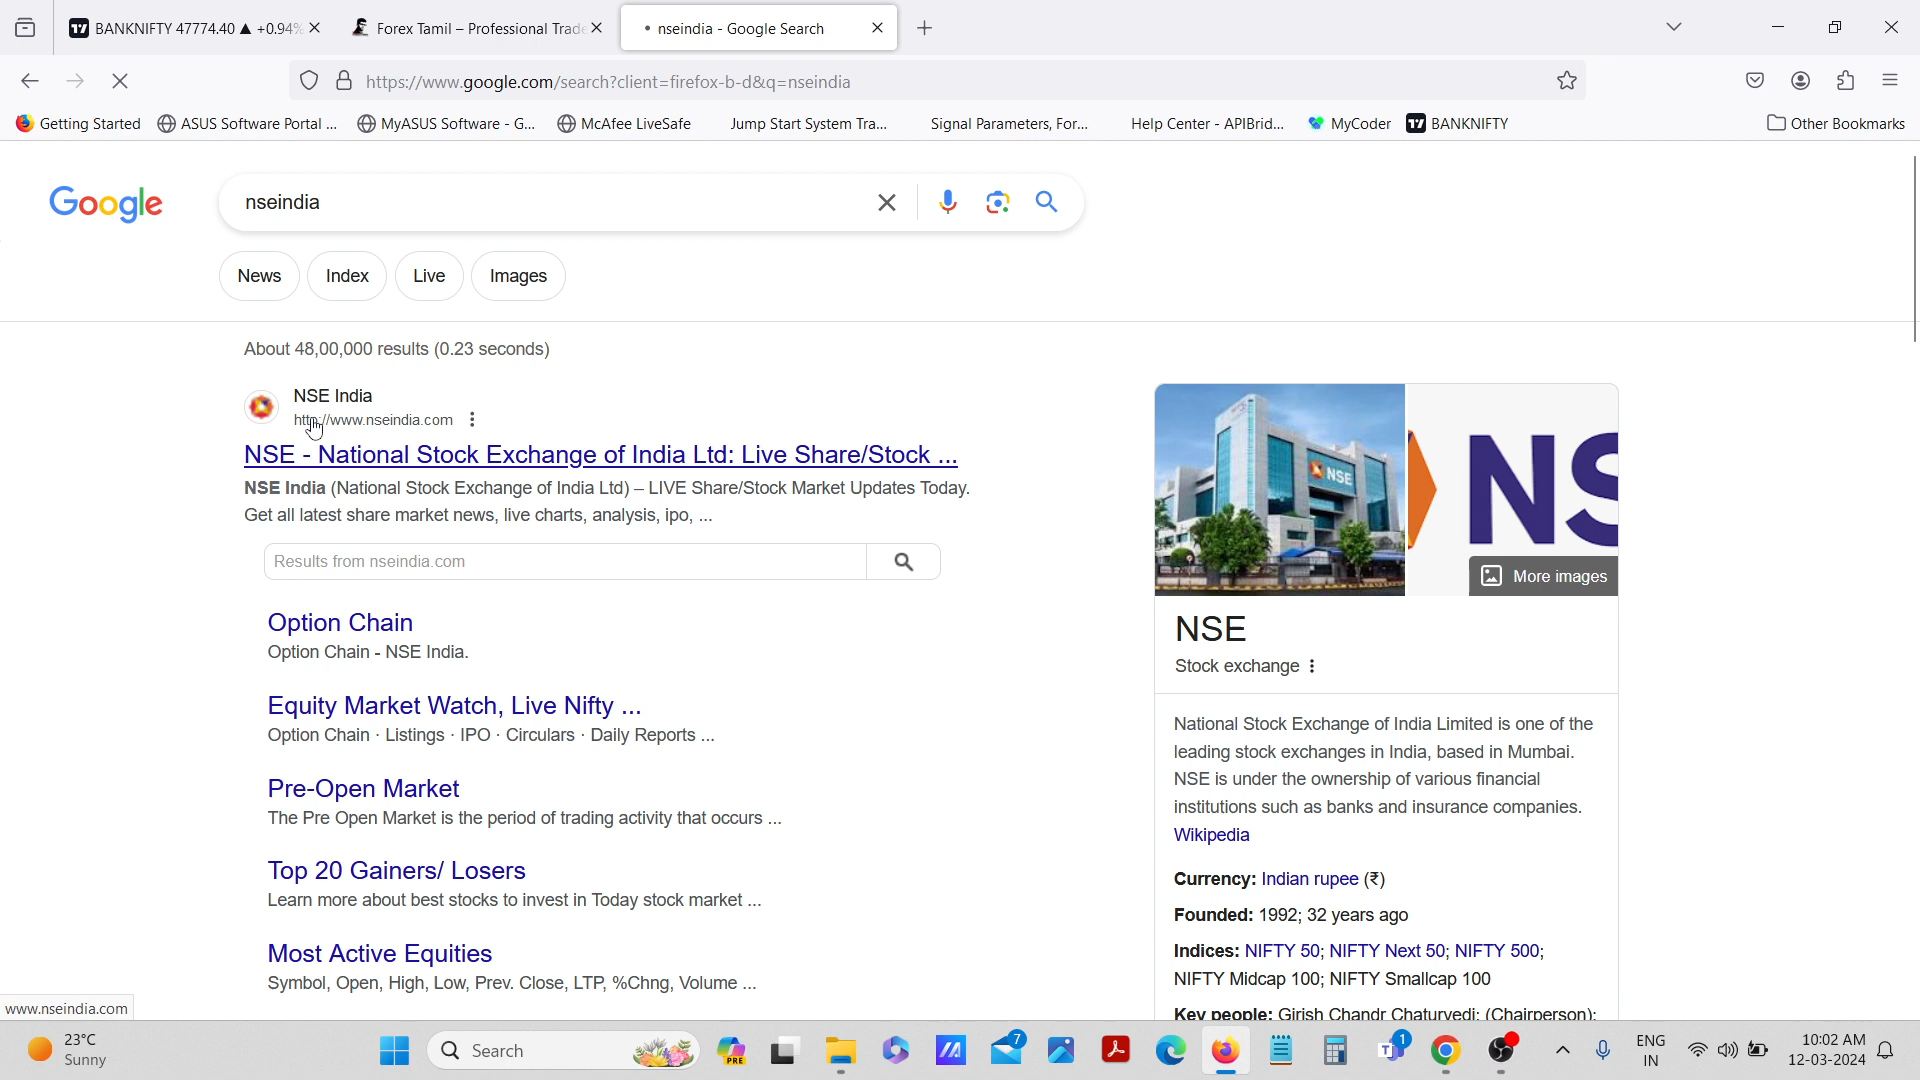 BANKNIFTY 47774.40 ▲ +0.94%
Forex Tamil – Professional Trade
nseindia - Google Search
https://www.google.com/search?client=firefox-b-d&q=nseindia
Getting Started
ASUS Software Portal ...
MyASUS Software - G...
McAfee LiveSafe
Jump Start System Tra...
Signal Parameters, For...
Help Center - APIBrid...
MyCoder
BANKNIFTY
Other Bookmarks
Google
nseindia
News
Index
Live
Images
About 48,00,000 results (0.23 seconds)
NSE India
http://www.nseindia.com
NSE - National Stock Exchange of India Ltd: Live Share/Stock ...
NSE India (National Stock Exchange of India Ltd) – LIVE Share/Stock Market Updates Today.
Get all latest share market news, live charts, analysis, ipo, ...
Results from nseindia.com
Option Chain
Option Chain - NSE India.
Equity Market Watch, Live Nifty ...
Option Chain · Listings · IPO · Circulars · Daily Reports ...
Pre-Open Market
The Pre Open Market is the period of trading activity that occurs ...
Top 20 Gainers/ Losers
Learn more about best stocks to invest in Today stock market ...
Most Active Equities
Symbol, Open, High, Low, Prev. Close, LTP, %Chng, Volume ...
NSE
NS
More images
NSE
Stock exchange
National Stock Exchange of India Limited is one of the
leading stock exchanges in India, based in Mumbai.
NSE is under the ownership of various financial
institutions such as banks and insurance companies.
Wikipedia
Currency: Indian rupee (₹)
Founded: 1992; 32 years ago
Indices: NIFTY 50; NIFTY Next 50; NIFTY 500;
NIFTY Midcap 100; NIFTY Smallcap 100
Key people: Girish Chandr Chaturvedi; (Chairperson);
www.nseindia.com
23°C
Sunny
Search
PRE
7
1
ENG
IN
10:02 AM
12-03-2024